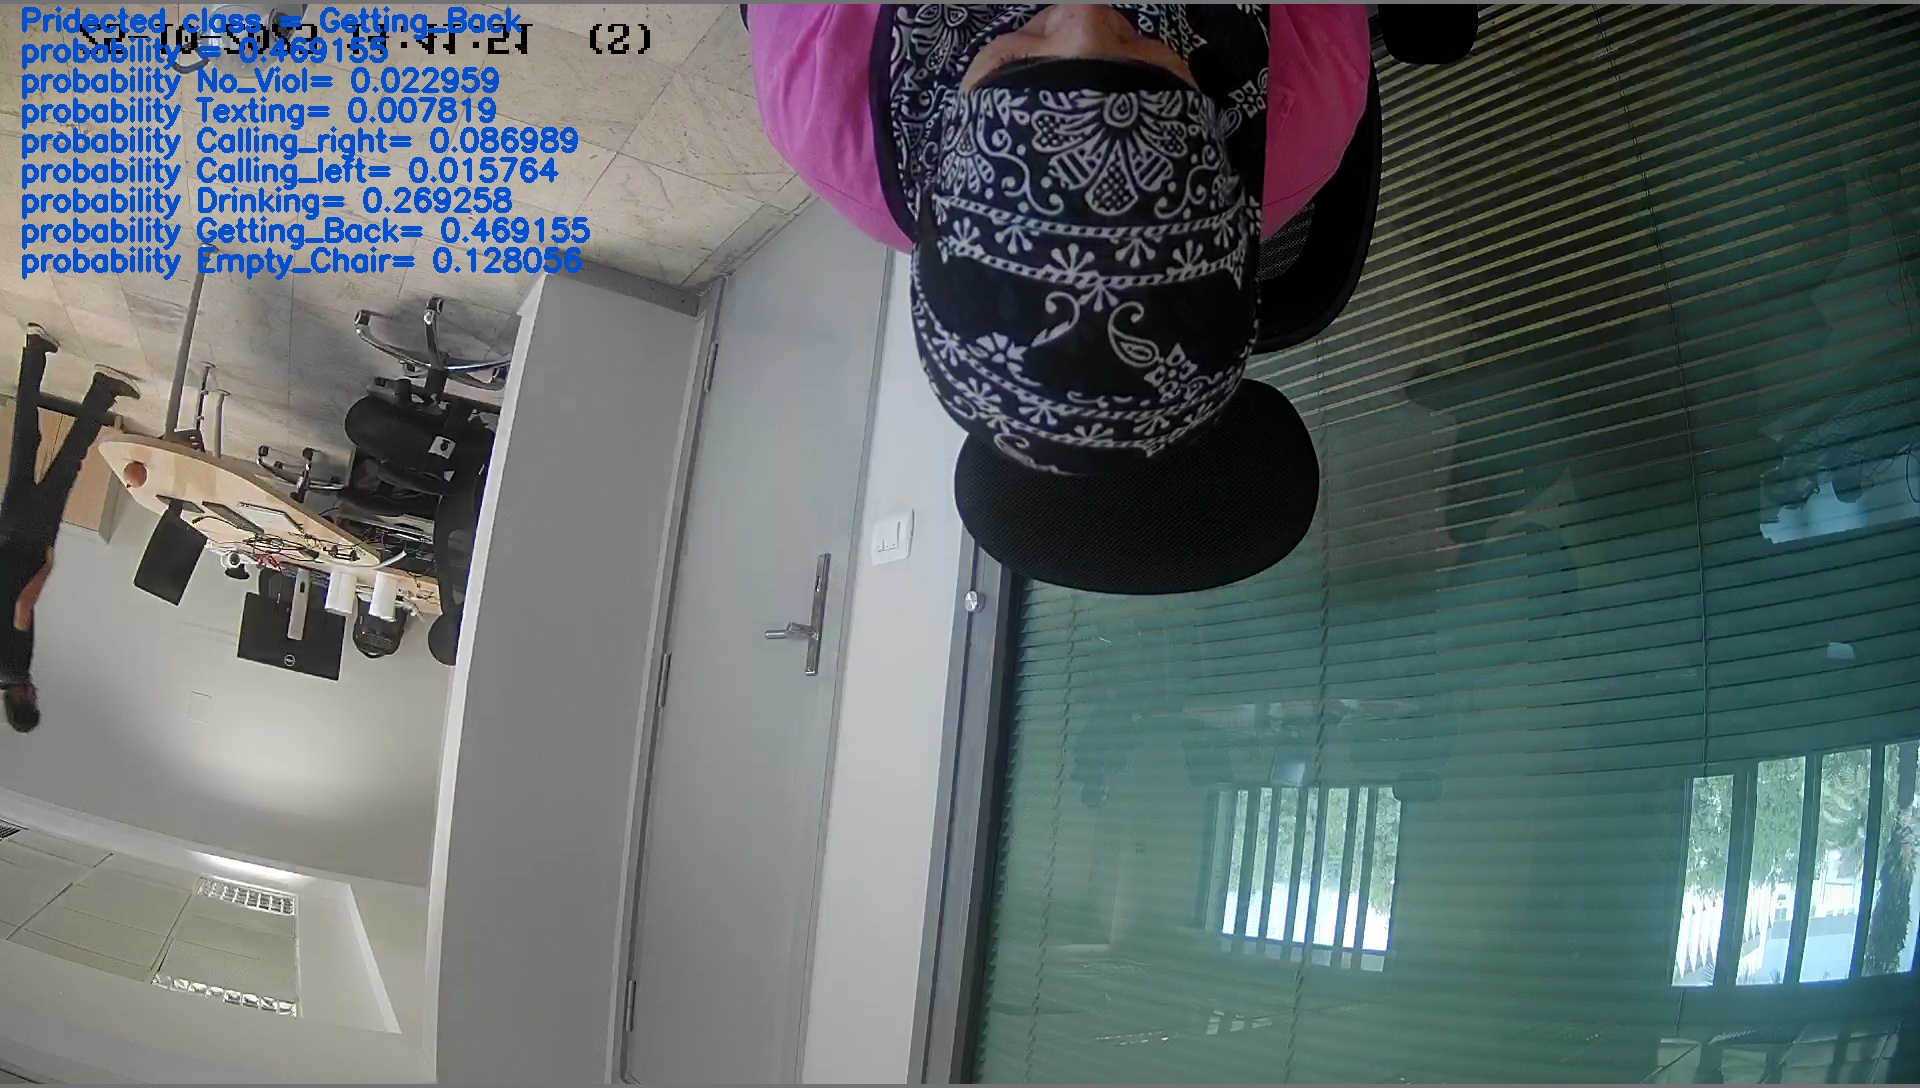 Pridected class = Getting_Back
probability = 0.469155
probability No_Viol= 0.022959
probability Texting= 0.007819
probability Calling_right= 0.086989
probability Calling_left= 0.015764
probability Drinking= 0.269258
probability Getting_Back= 0.469155
probability Empty_Chair= 0.128056